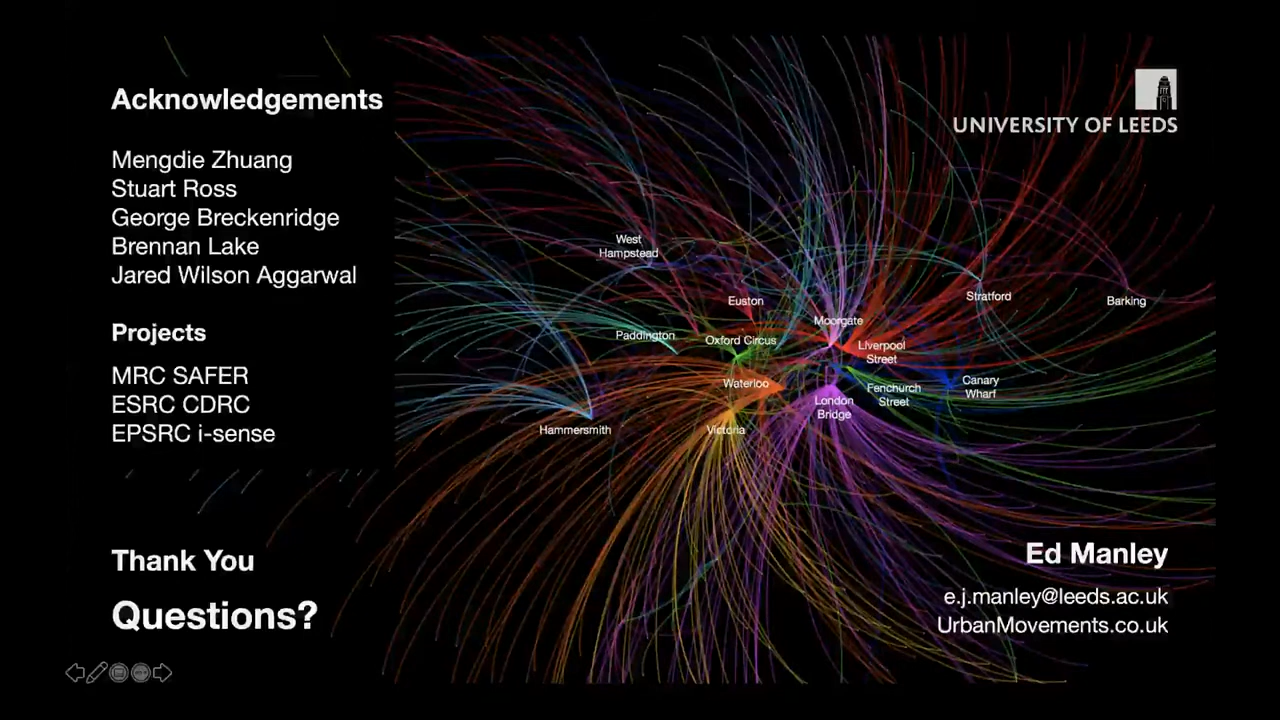 Acknowledgements
Mengdie Zhuang
Stuart Ross
George Breckenridge
Brennan Lake
Jared Wilson Aggarwal
Projects
MRC SAFER
ESRC CDRC
EPSRC i-sense
Thank You
Questions?
UNIVERSITY OF LEEDS
West
Hampstead
Euston
Stratford
Barking
Moorgate
Paddington
Oxford Circus
Liverpool
Street
Waterloo
Fenchurch
Street
Canary
Wharf
London
Bridge
Hammersmith
Victoria
Ed Manley
e.j.manley@leeds.ac.uk
UrbanMovements.co.uk